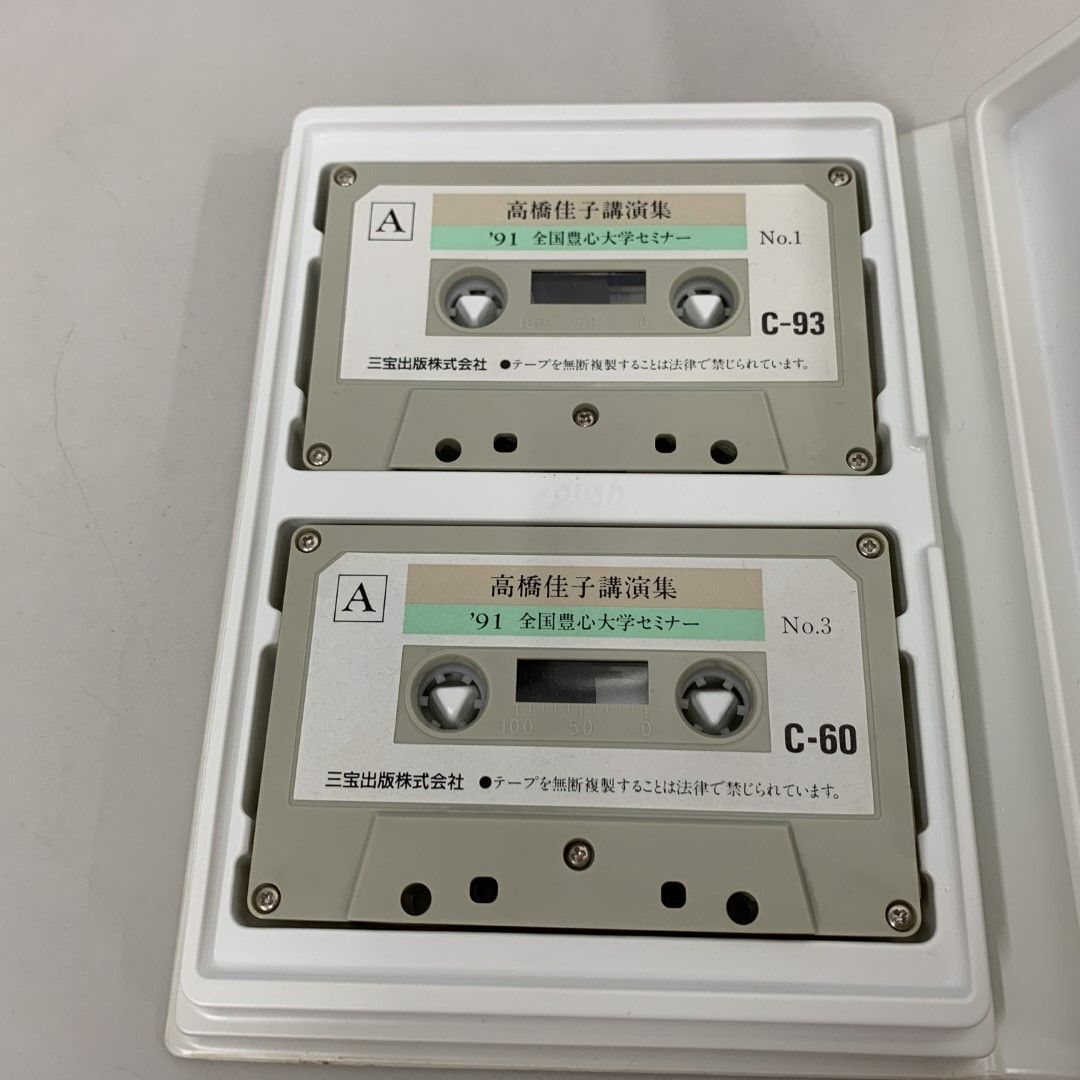 A
高橋佳子講演集
'91 全国豊心大学セミナー
No.1
100 50 0
C-93
三宝出版株式会社 ●テープを無断複製することは法律で禁じられています。
push
A
高橋佳子講演集
'91 全国豊心大学セミナー
No.3
100 50 0
C-60
三宝出版株式会社 ●テープを無断複製することは法律で禁じられています。